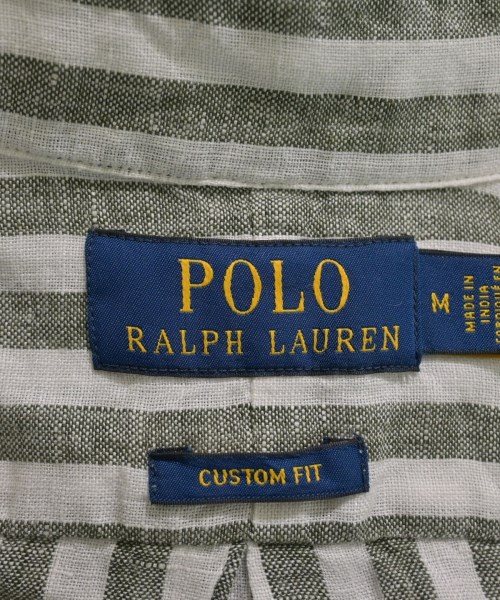 POLO
RALPH LAUREN
M
MADE IN
INDIA
CUSTOM FIT